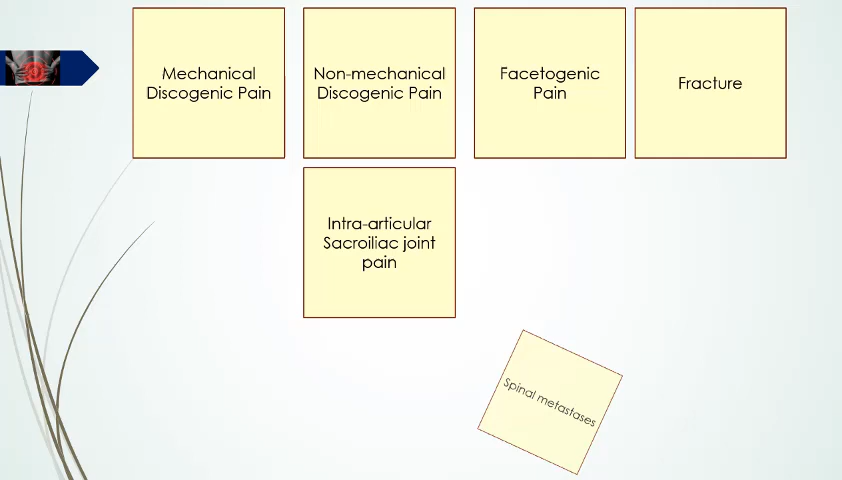 Mechanical
Discogenic Pain
Non-mechanical
Discogenic Pain
Facetogenic
Pain
Fracture
Intra-articular
Sacroiliac joint
pain
Spinal metastases